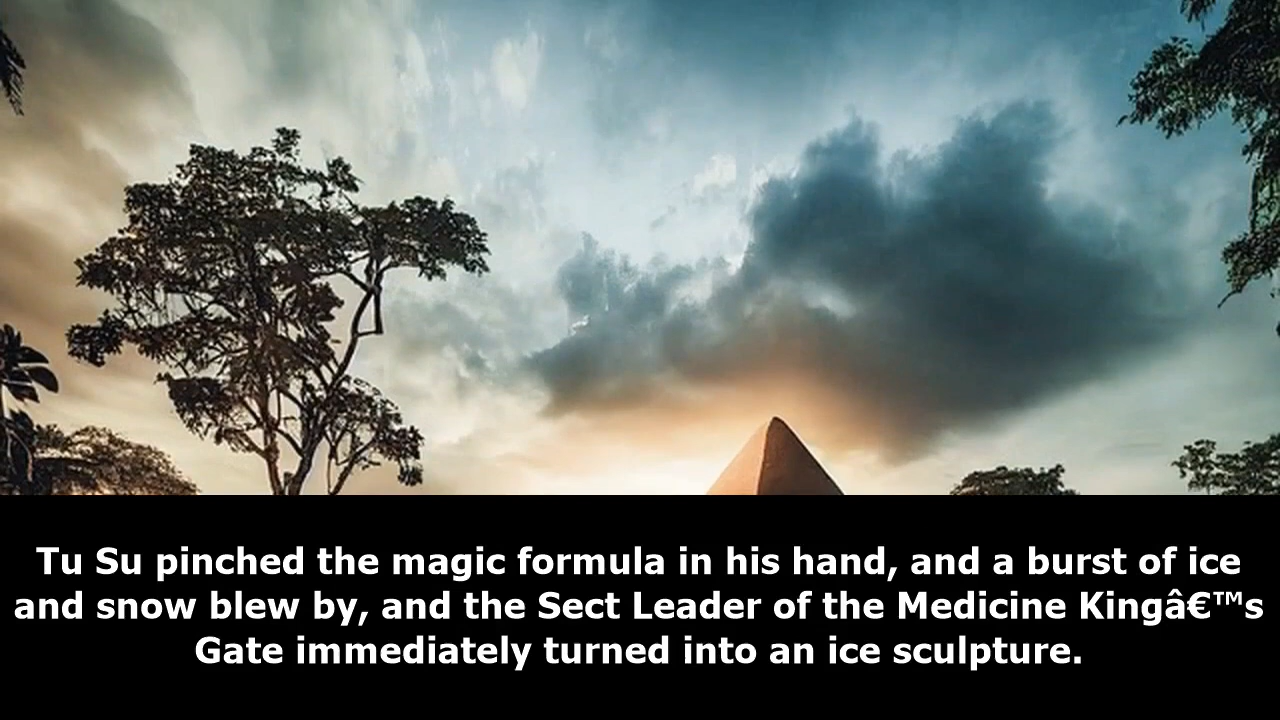 Tu Su pinched the magic formula in his hand, and a burst of ice
and snow blew by, and the Sect Leader of the Medicine Kingâ€™s
Gate immediately turned into an ice sculpture.